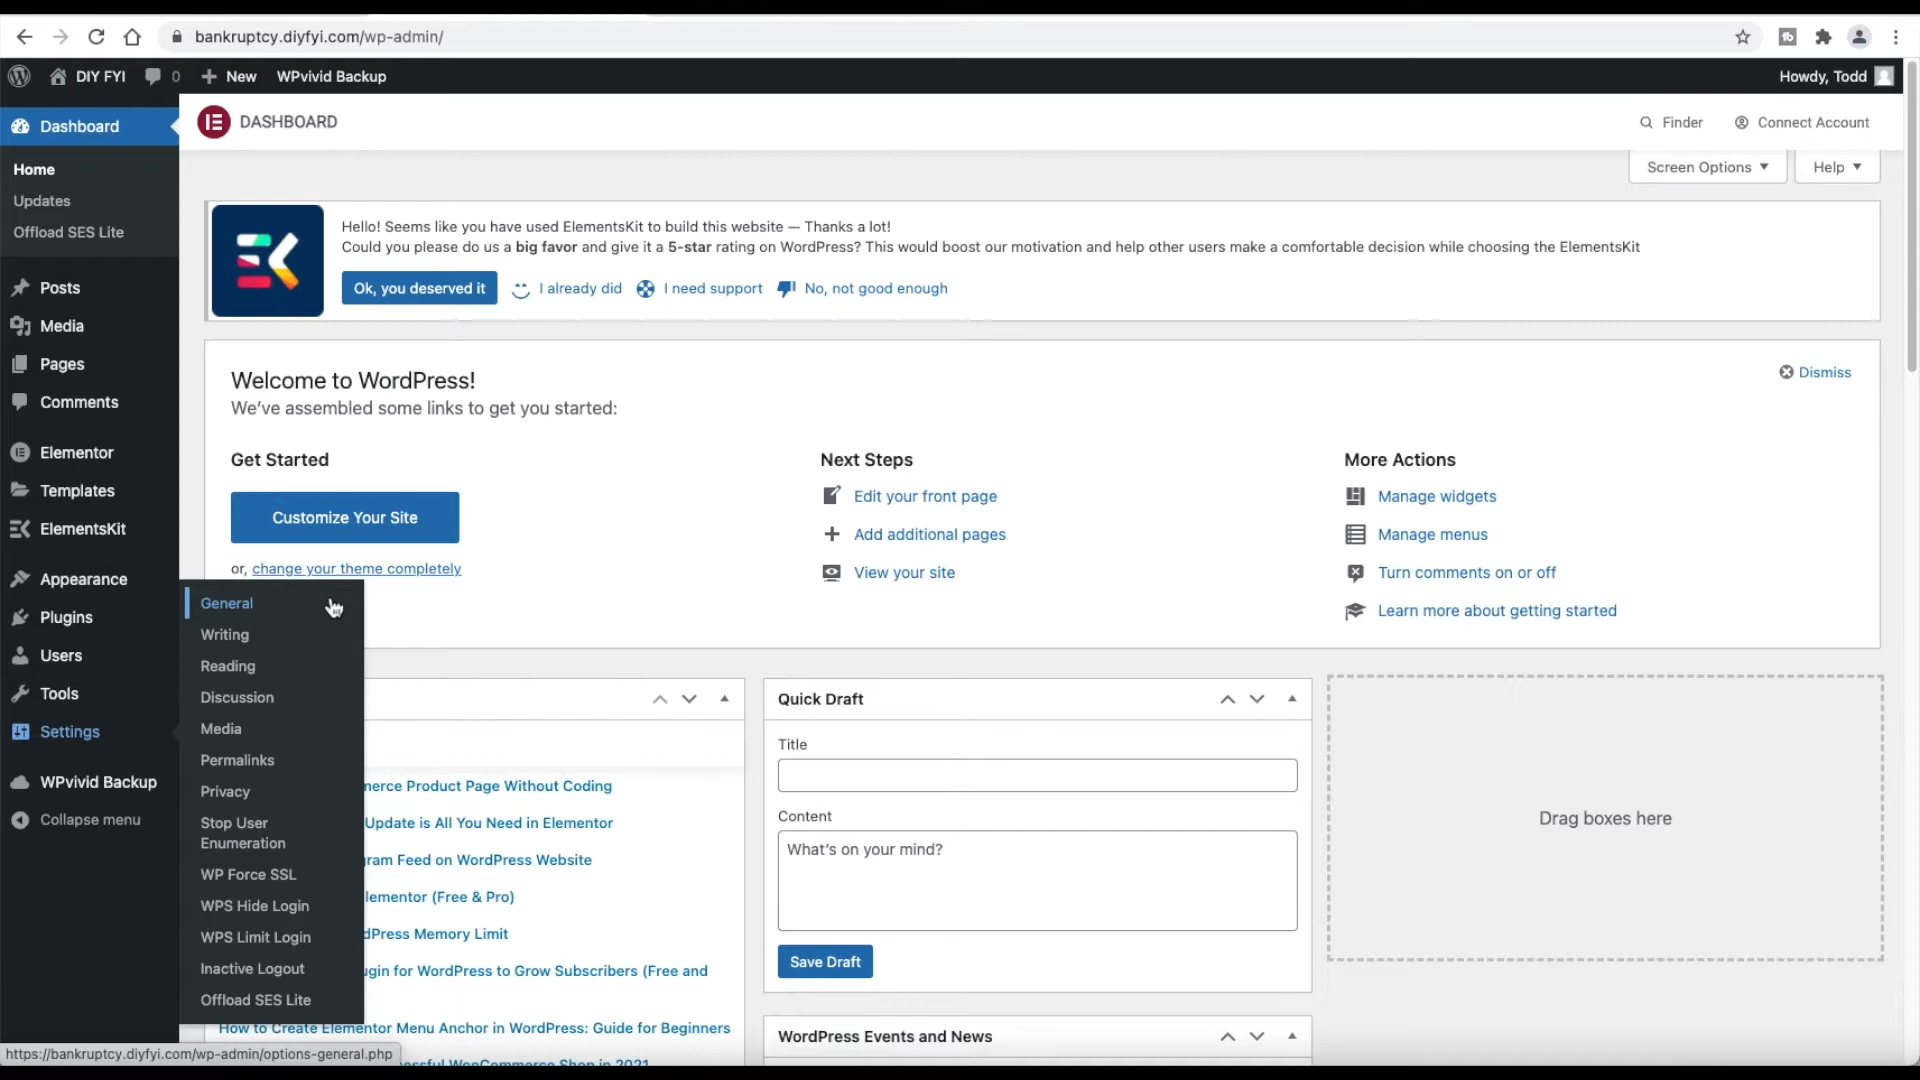 bankruptcy.diyfyi.com/wp-admin/
DIY FYI
0
New
WPvivid Backup
Howdy, Todd
Dashboard
Home
Updates
Offload SES Lite
Posts
Media
Pages
Comments
Elementor
Templates
ElementsKit
Appearance
Plugins
Users
Tools
Settings
WPvivid Backup
Collapse menu
General
Writing
Reading
Discussion
Media
Permalinks
Privacy
Stop User
Enumeration
WP Force SSL
WPS Hide Login
WPS Limit Login
Inactive Logout
Offload SES Lite
DASHBOARD
Finder
Connect Account
Screen Options
Help
Hello! Seems like you have used ElementsKit to build this website — Thanks a lot!
Could you please do us a big favor and give it a 5-star rating on WordPress? This would boost our motivation and help other users make a comfortable decision while choosing the ElementsKit
Ok, you deserved it
I already did
I need support
No, not good enough
Welcome to WordPress!
We've assembled some links to get you started:
Dismiss
Get Started
Customize Your Site
or, change your theme completely
Next Steps
Edit your front page
Add additional pages
View your site
More Actions
Manage widgets
Manage menus
Turn comments on or off
Learn more about getting started
Product Page Without Coding
Update is All You Need in Elementor
Feed on WordPress Website
(Free & Pro)
Memory Limit
for WordPress to Grow Subscribers (Free and
How to Create Elementor Menu Anchor in WordPress: Guide for Beginners
WooCommerce Shop in 2021
Quick Draft
Title
Content
What's on your mind?
Save Draft
WordPress Events and News
Drag boxes here
https://bankruptcy.diyfyi.com/wp-admin/options-general.php